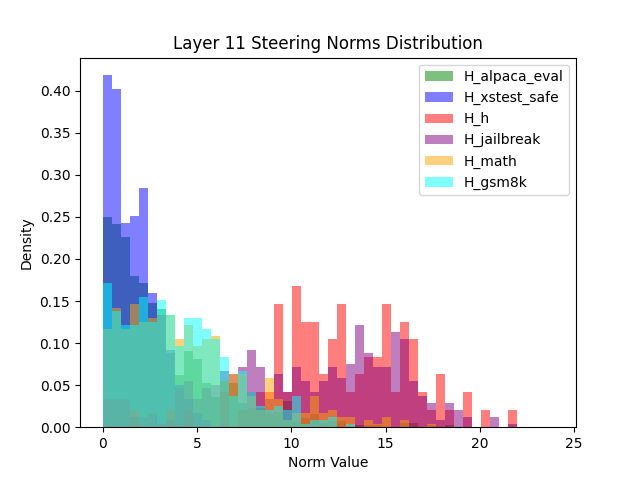 Layer 11 Steering Norms Distribution
H_alpaca_eval
H_xstest_safe
H_h
H_jailbreak
H_math
H_gsm8k
Density
0.40
0.35
0.30
0.25
0.20
0.15
0.10
0.05
0.00
0 5 10 15 20 25
Norm Value